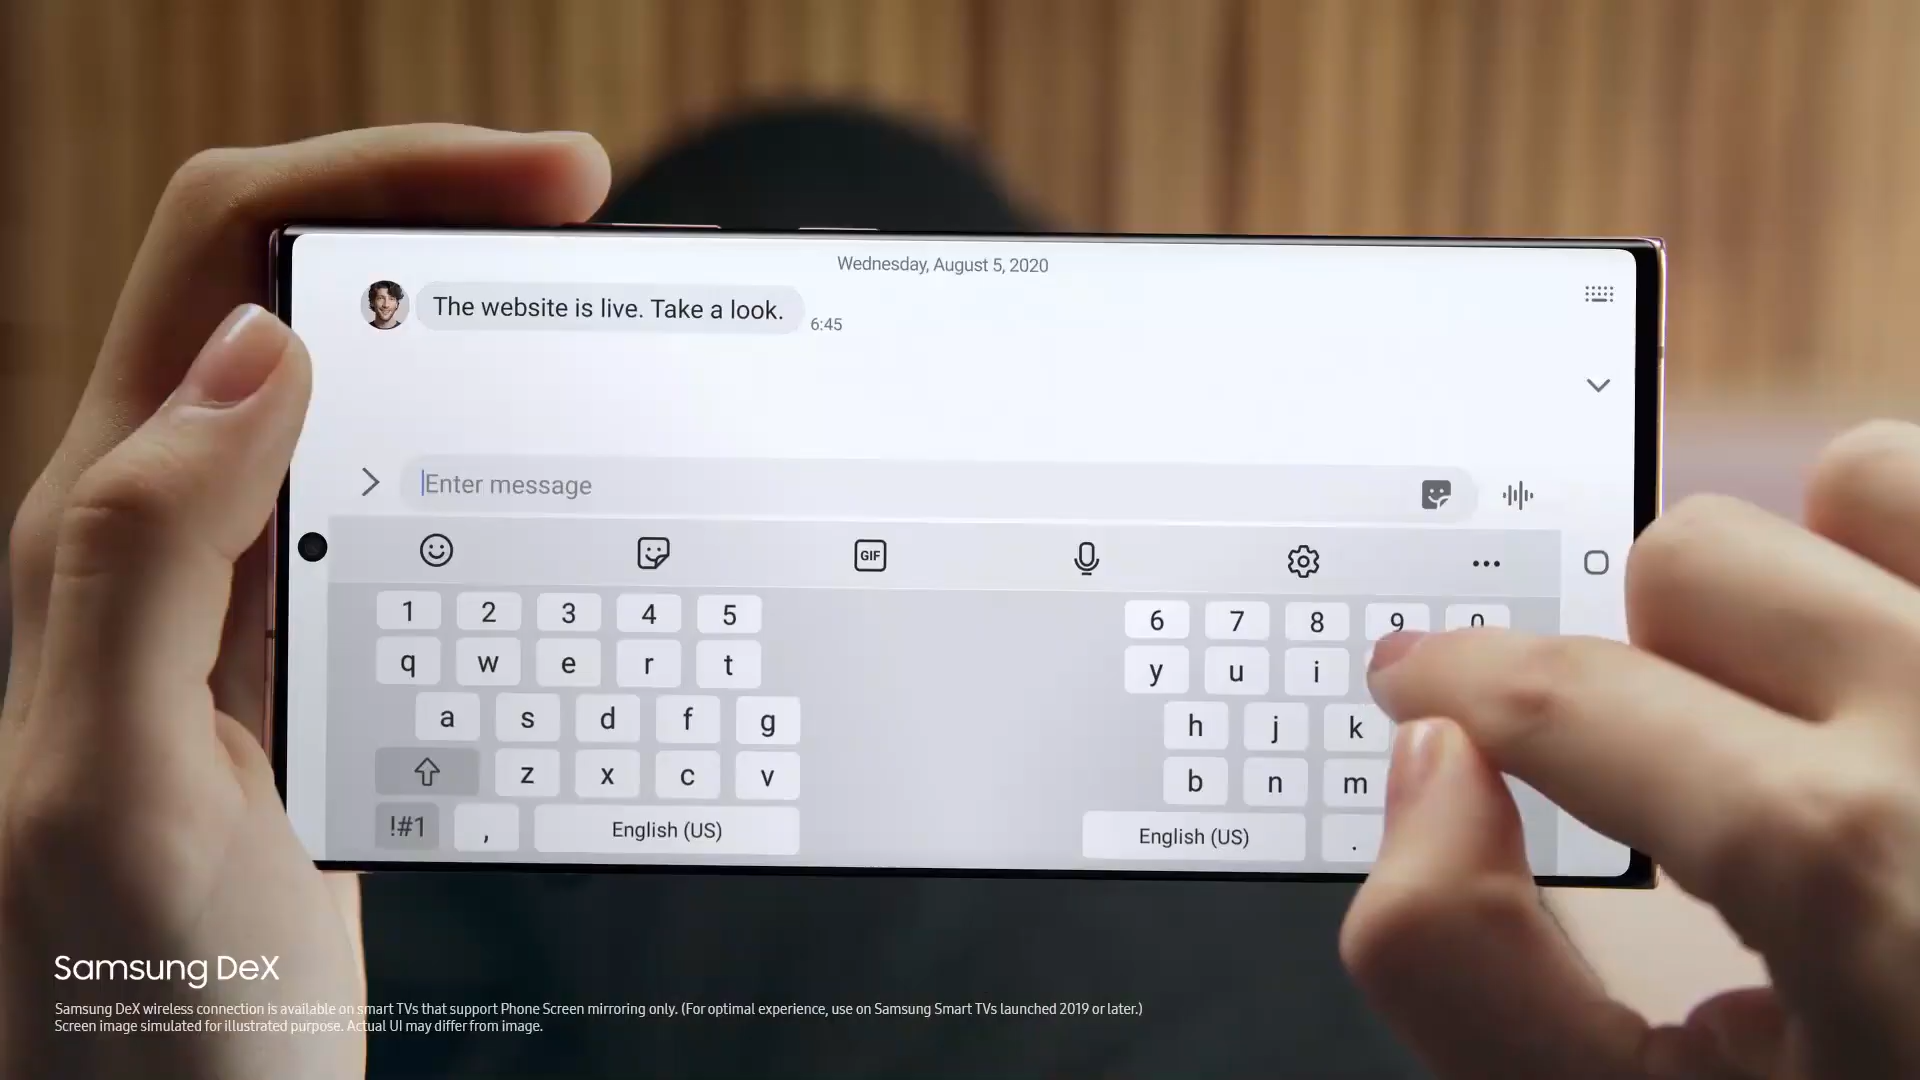 Wednesday, August 5, 2020
The website is live. Take a look.
6:45
Enter message
GIF
1 2 3 4 5 6 7 8 9 0
q w e r t y u i
a s d f g h j k
z x c v b n m
!#1 , English (US) English (US) .
Samsung DeX
Samsung DeX wireless connection is available on smart TVs that support Phone Screen mirroring only. (For optimal experience, use on Samsung Smart TVs launched 2019 or later.)
Screen image simulated for illustrated purpose. Actual UI may differ from image.